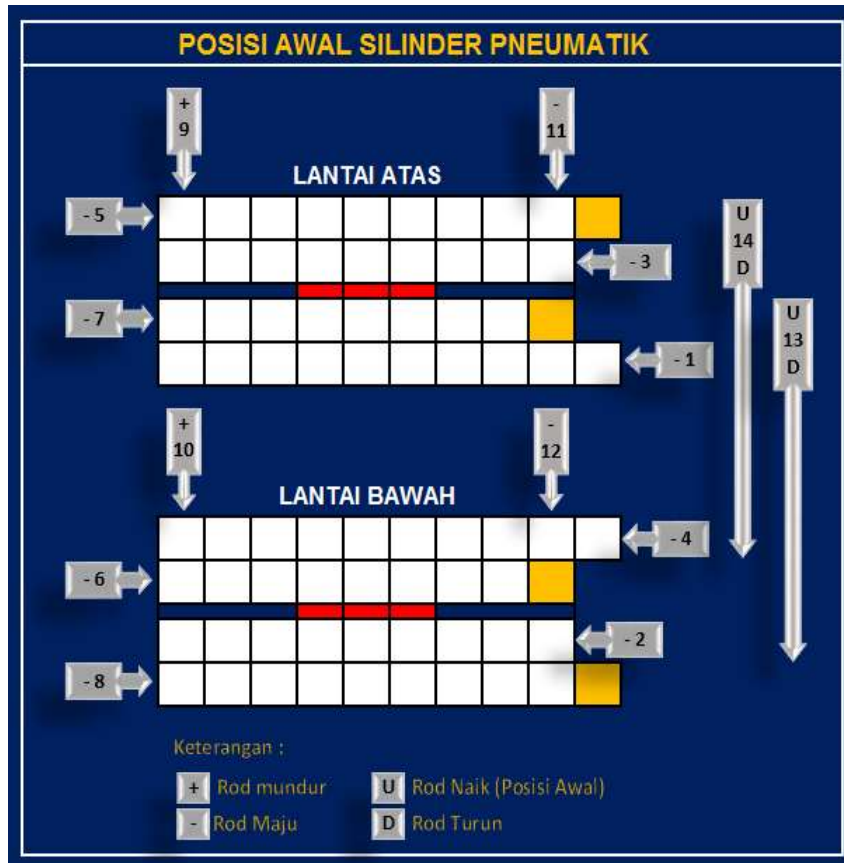 POSISI AWAL SILINDER PNEUMATIK
+
9
-
11
LANTAI ATAS
- 5
- 3
- 7
- 1
U
14
D
U
13
D
+
10
-
12
LANTAI BAWAH
- 4
- 6
- 2
- 8
Keterangan :
+ Rod mundur
U Rod Naik (Posisi Awal)
- Rod Maju
D Rod Turun